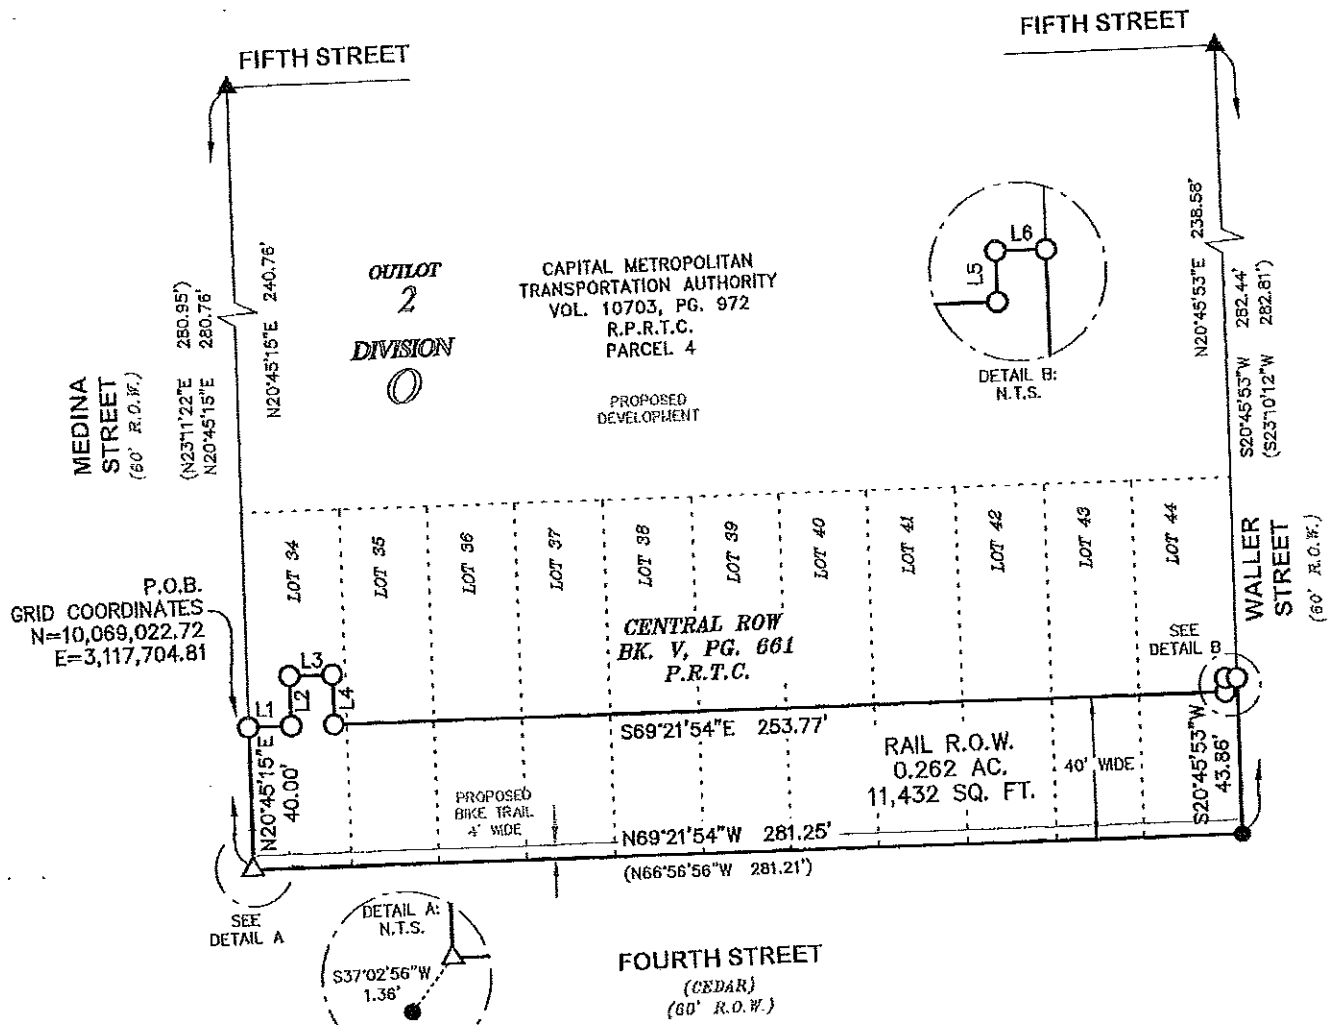 FIFTH STREET
FIFTH STREET
N20°45'15"E 240.76'
(N23°11'22"E 280.95')
N20°45'15"E 280.76'
MEDINA
STREET
(60' R.O.W.)
OUTLOT
2
DIVISION
O
CAPITAL METROPOLITAN
TRANSPORTATION AUTHORITY
VOL. 10703, PG. 972
R.P.R.T.C.
PARCEL 4
PROPOSED
DEVELOPMENT
L6
L5
DETAIL B:
N.T.S.
N20°45'53"E 238.58'
S20°45'53"W 282.44'
(S23°10'12"W 282.81')
WALLER
STREET
(60' R.O.W.)
LOT 34
LOT 35
LOT 36
LOT 37
LOT 38
LOT 39
LOT 40
LOT 41
LOT 42
LOT 43
LOT 44
P.O.B.
GRID COORDINATES
N=10,069,022.72
E=3,117,704.81
CENTRAL ROW
BK. V, PG. 661
P.R.T.C.
SEE
DETAIL B
L1
L2
L3
L4
S69°21'54"E 253.77'
RAIL R.O.W.
0.262 AC.
11,432 SQ. FT.
40' WIDE
S20°45'53"W
43.86'
N20°45'15"E
40.00'
PROPOSED
BIKE TRAIL
4' WIDE
N69°21'54"W 281.25'
(N66°56'56"W 281.21')
SEE
DETAIL A
DETAIL A:
N.T.S.
S37°02'56"W
1.36'
FOURTH STREET
(CEDAR)
(60' R.O.W.)